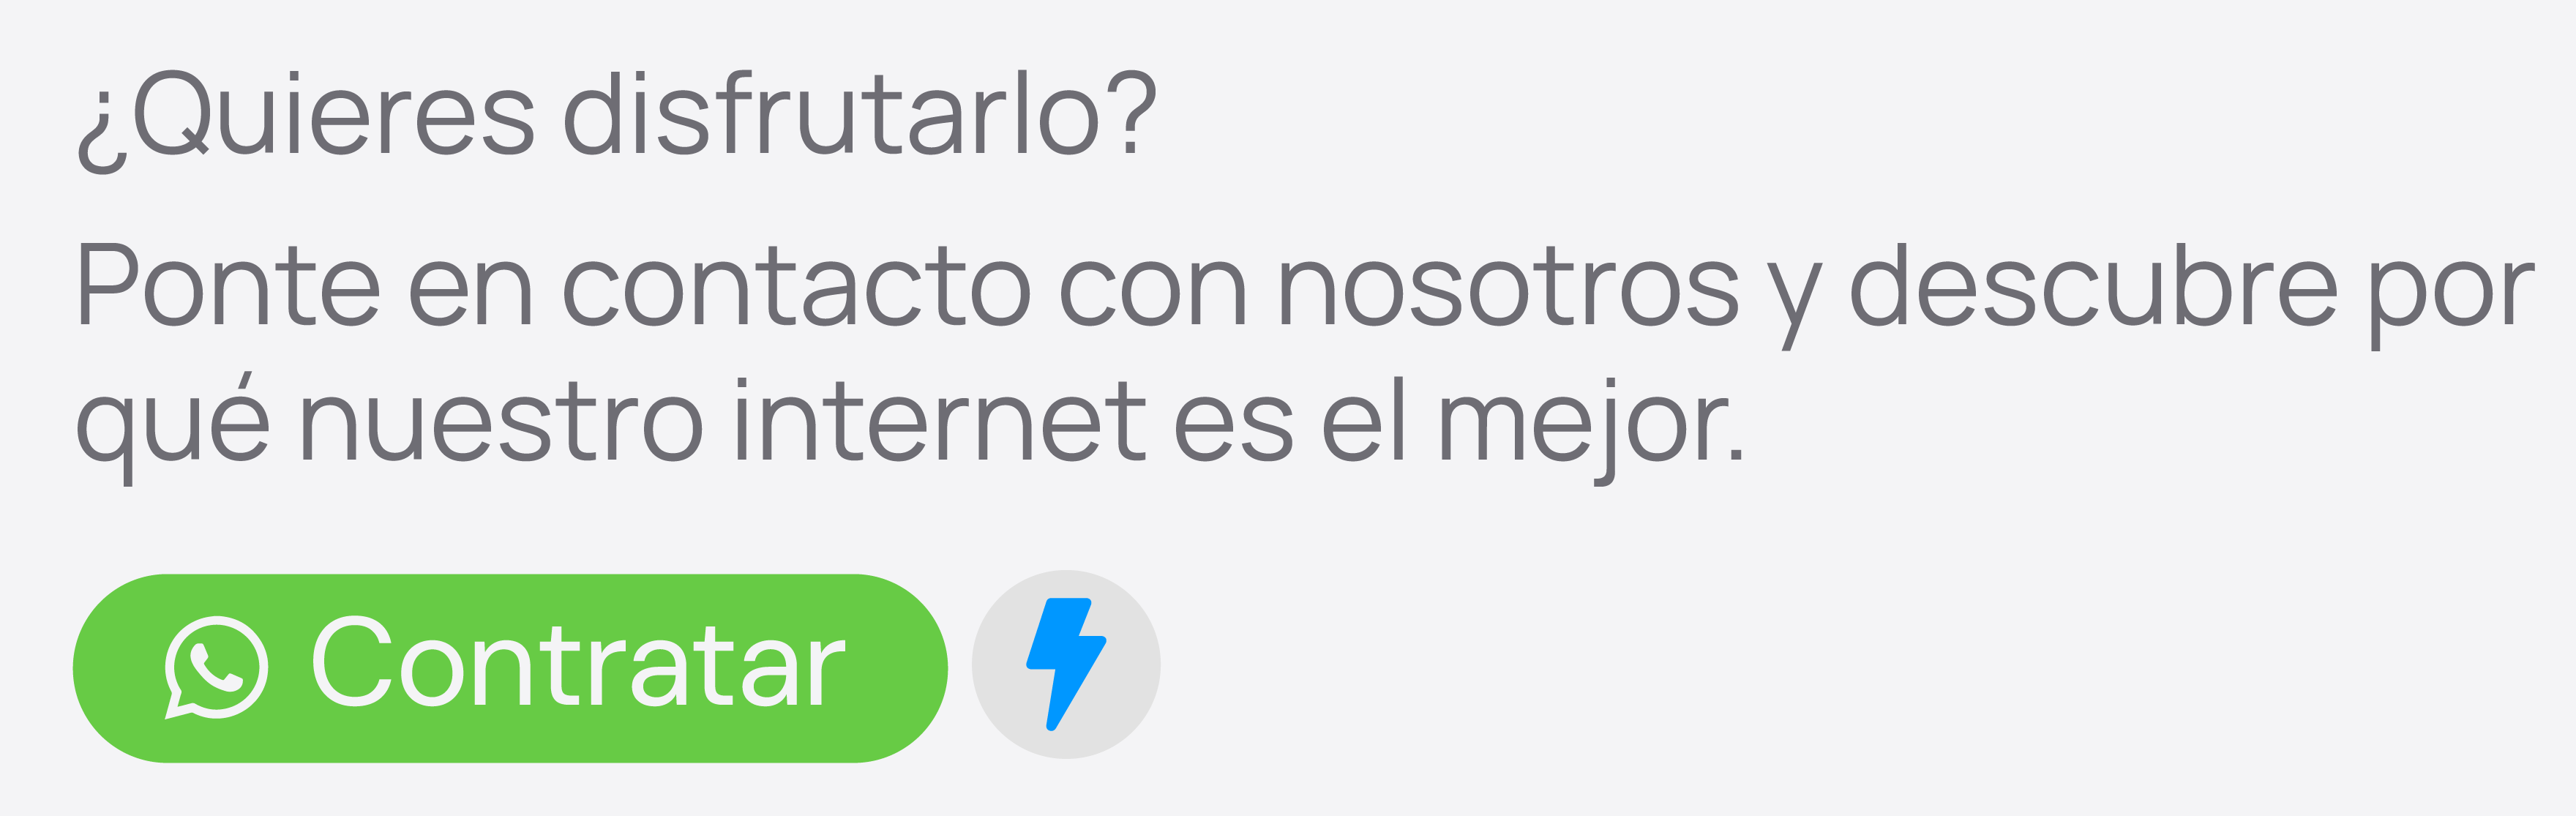 ¿Quieres disfrutarlo?
Ponte en contacto con nosotros y descubre por
qué nuestro internet es el mejor.
Contratar